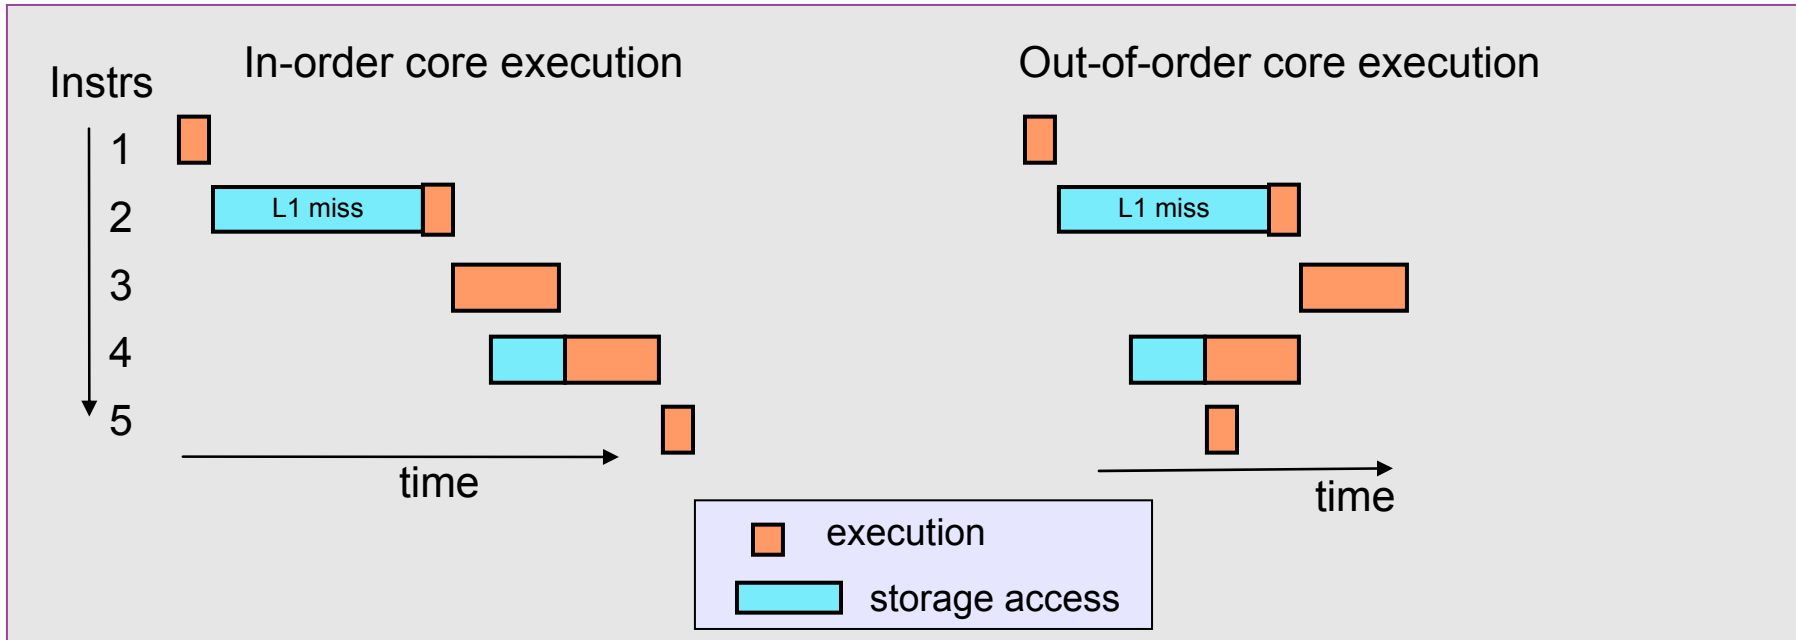 In-order core execution
Out-of-order core execution
Instrs
1
2
3
4
5
L1 miss
L1 miss
time
time
execution
storage access